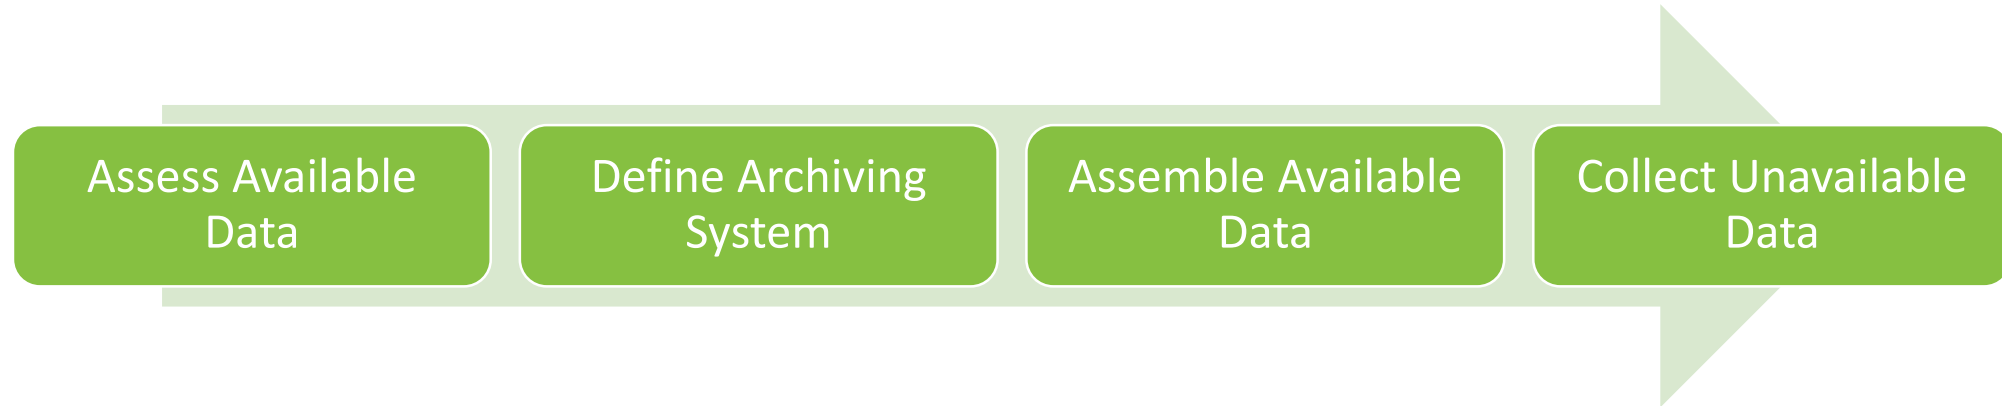 Assess Available
Data
Define Archiving
System
Assemble Available
Data
Collect Unavailable
Data